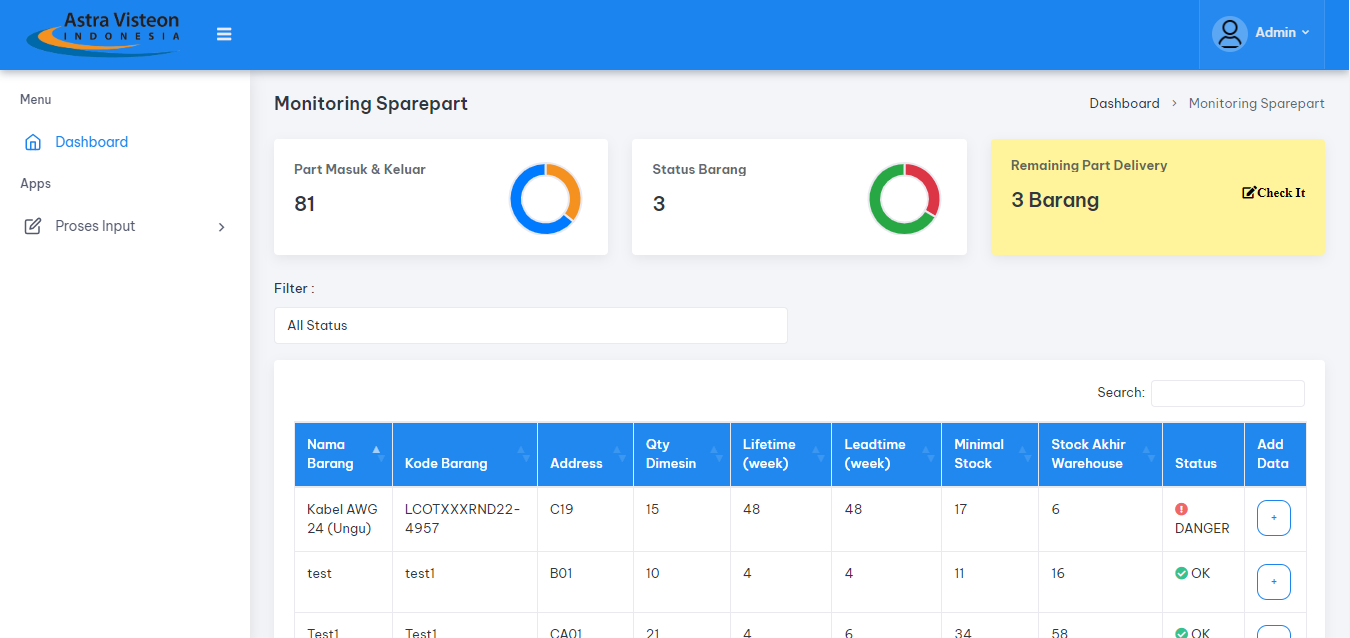 Astra Visteon
INDONESIA
Admin
Menu
Dashboard
Apps
Proses Input
Monitoring Sparepart
Dashboard > Monitoring Sparepart
Part Masuk & Keluar
81
Status Barang
3
Remaining Part Delivery
3 Barang
Check It
Filter :
All Status
Search:
Nama Barang
Kode Barang
Address
Qty Dimesin
Lifetime (week)
Leadtime (week)
Minimal Stock
Stock Akhir Warehouse
Status
Add Data
Kabel AWG 24 (Ungu) LCOTXXXRND22-4957 C19 15 48 48 17 6 DANGER +
test test1 B01 10 4 4 11 16 OK +
Test1 Test1 CA01 21 4 6 34 58 OK